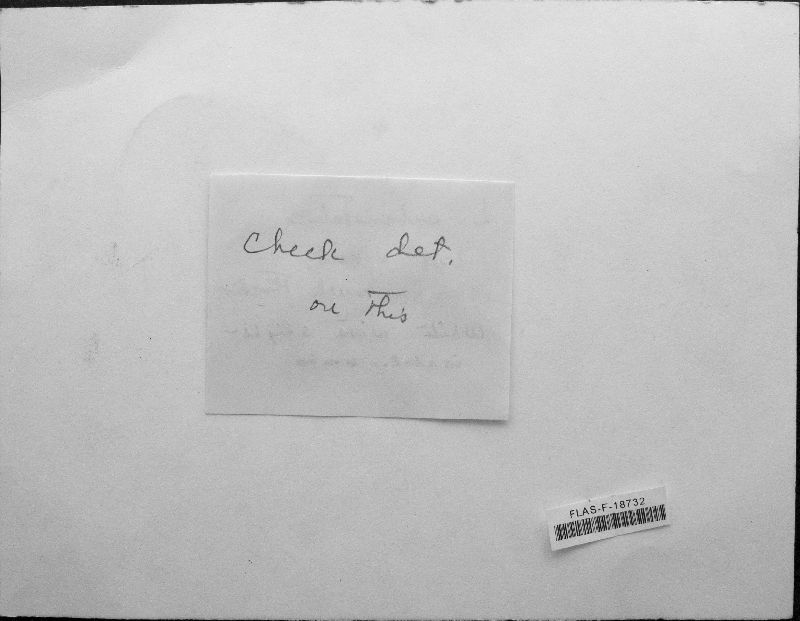 Check det.
on this
FLAS-F-18732